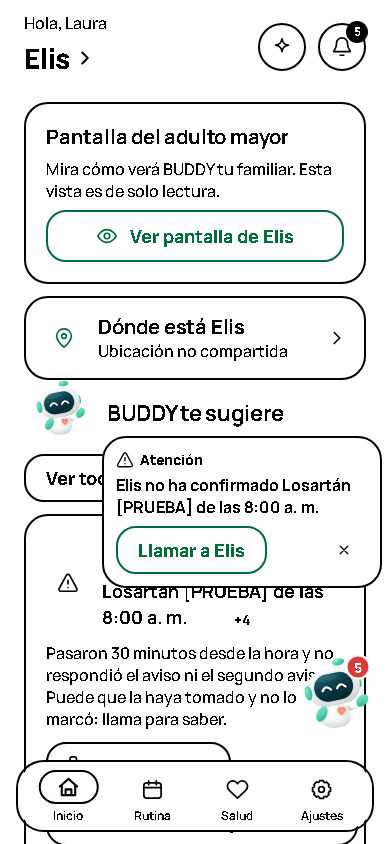 Hola, Laura
Elis
5
Pantalla del adulto mayor
Mira cómo verá BUDDY tu familiar. Esta
vista es de solo lectura.
Ver pantalla de Elis
Dónde está Elis
Ubicación no compartida
BUDDY te sugiere
Ver
Atención
Elis no ha confirmado Losartán
[PRUEBA] de las 8:00 a. m.
Llamar a Elis
Losartán [PRUEBA] de las
8:00 a. m.
+4
Pasaron 30 minutos desde la hora y no
respondió el aviso ni el segundo
Puede que la haya tomado y no lo
marcó: llama para saber.
5
Inicio
Rutina
Salud
Ajustes